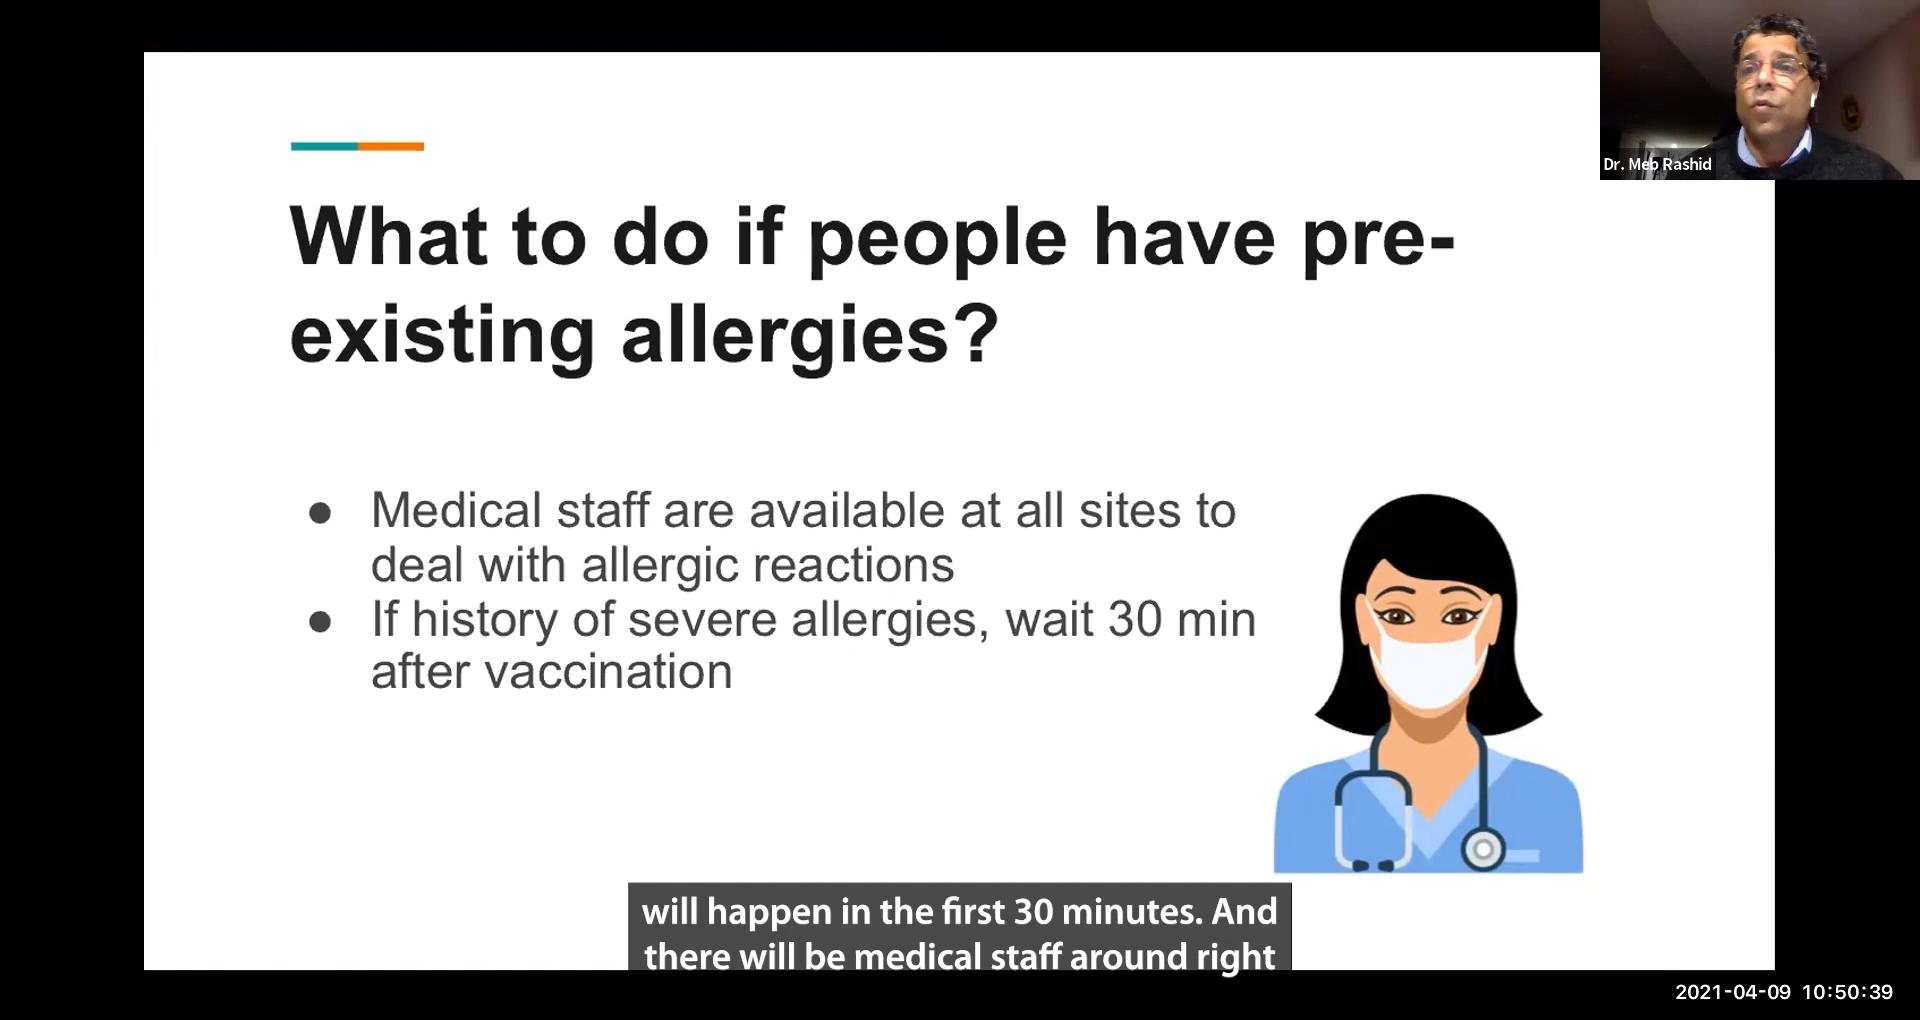 Dr. Meb Rashid
What to do if people have pre-
existing allergies?
● Medical staff are available at all sites to
deal with allergic reactions
● If history of severe allergies, wait 30 min
after vaccination
will happen in the first 30 minutes. And
there will be medical staff around right
2021-04-09 10:50:39